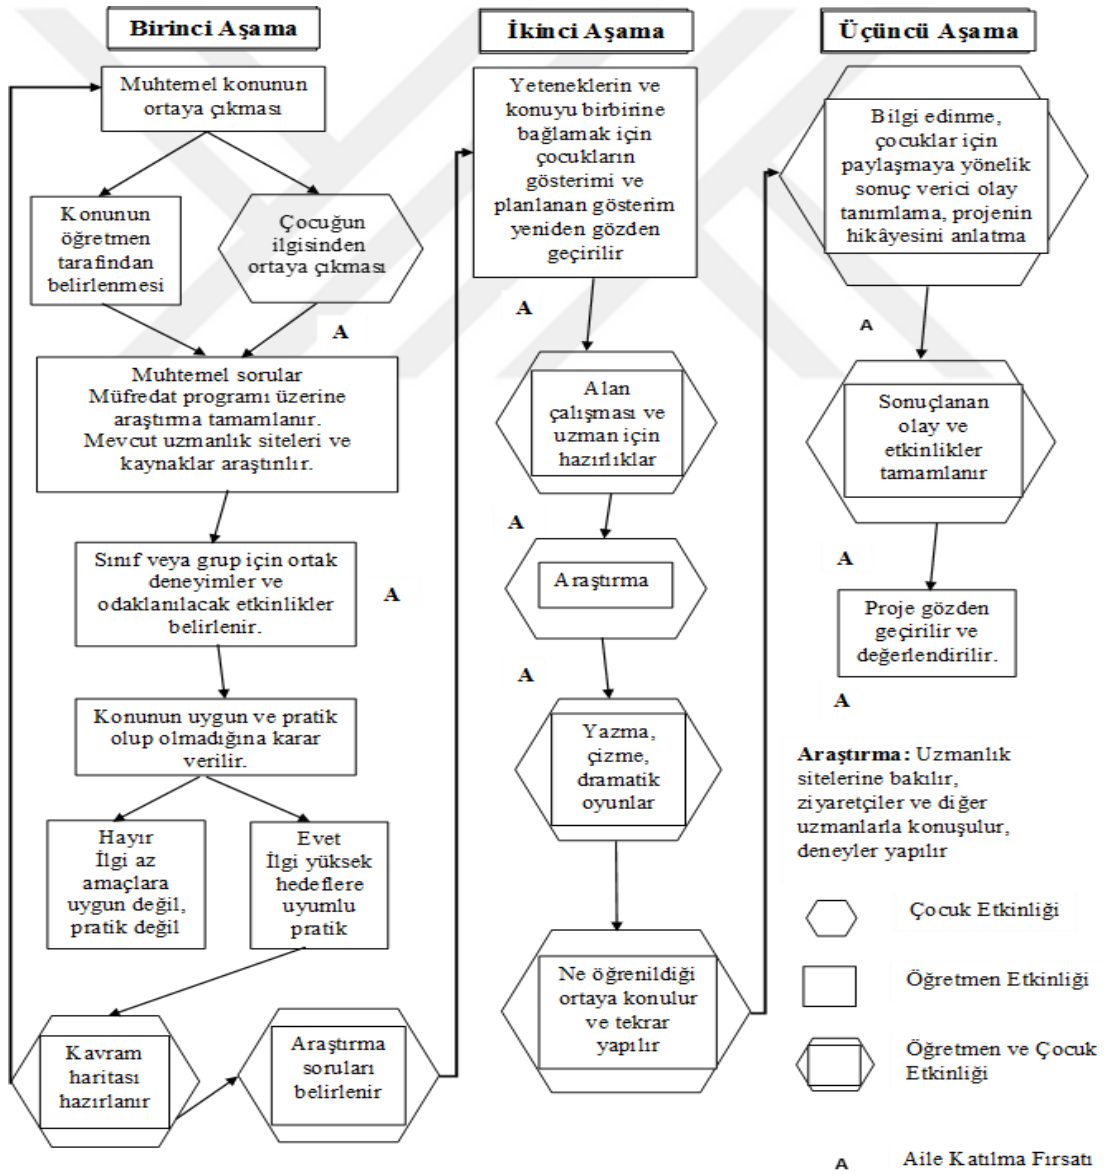 Birinci Aşama
Muhtemel konunun
ortaya çıkması
Konunun
öğretmen
tarafından
belirlenmesi
Çocuğun
ilgisinden
ortaya çıkması
A
Muhtemel sorular
Müfredat programı üzerine
araştırma tamamlanır.
Mevcut uzmanlık siteleri ve
kaynaklar araştırılır.
Sınıf veya grup için ortak
deneyimler ve
odaklanılacak etkinlikler
belirlenir.
A
Konunun uygun ve pratik
olup olmadığına karar
verilir.
Hayır
İlgi az
amaçlara
uygun değil,
pratik değil
Evet
İlgi yüksek
hedeflere
uyumlu
pratik
Kavram
haritası
hazırlanır
Araştırma
soruları
belirlenir
İkinci Aşama
Yeteneklerin ve
konuyu birbirine
bağlamak için
çocukların
gösterimi ve
planlanan gösterim
yeniden gözden
geçirilir
A
Alan
çalışması ve
uzman için
hazırlıklar
A
Araştırma
A
Yazma,
çizme,
dramatik
oyunlar
Ne öğrenildiği
ortaya konulur
ve tekrar
yapılır
Üçüncü Aşama
Bilgi edinme,
çocuklar için
paylaşmaya yönelik
sonuç verici olay
tanımlama, projenin
hikâyesini anlatma
A
Sonuçlanan
olay ve
etkinlikler
tamamlanır
A
Proje gözden
geçirilir ve
değerlendirilir.
A
Araştırma: Uzmanlık
sitelerine bakılır,
ziyaretçiler ve diğer
uzmanlarla konuşulur,
deneyler yapılır
Çocuk Etkinliği
Öğretmen Etkinliği
Öğretmen ve Çocuk
Etkinliği
A Aile Katılma Fırsatı